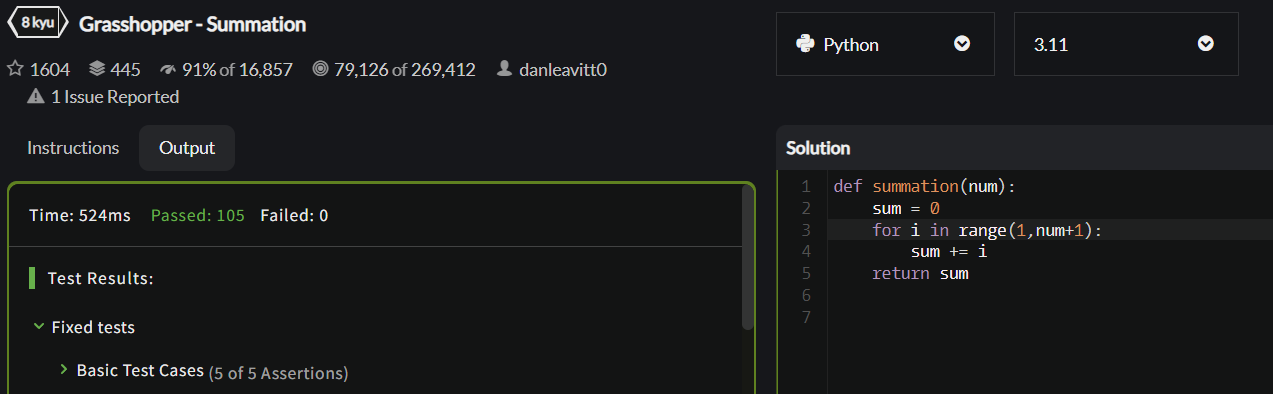 8 kyu Grasshopper - Summation
1604 445 91% of 16,857 79,126 of 269,412 danleavitt0
1 Issue Reported
Python 3.11
Instructions Output
Time: 524ms Passed: 105 Failed: 0
Test Results:
Fixed tests
Basic Test Cases (5 of 5 Assertions)
Solution
1 def summation(num):
2     sum = 0
3     for i in range(1,num+1):
4         sum += i
5     return sum
6
7